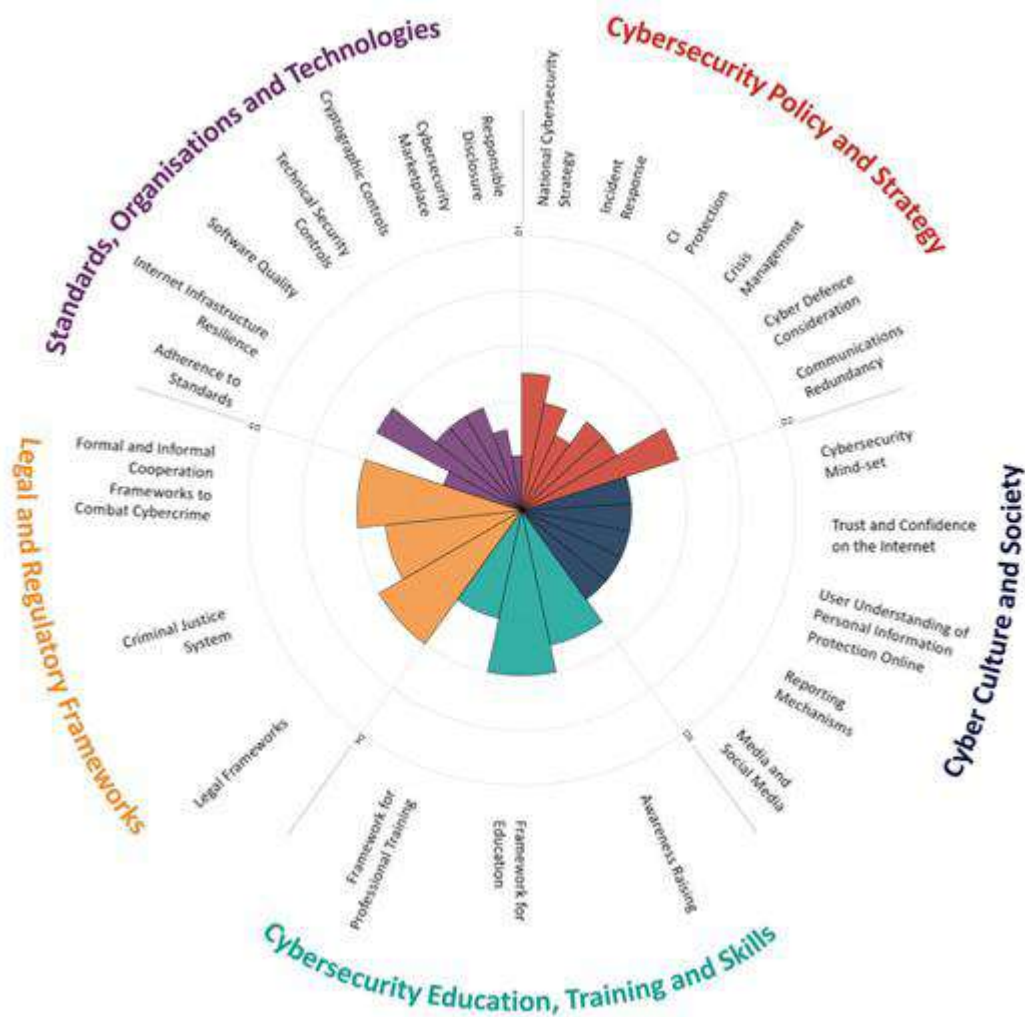 Cybersecurity Policy and Strategy
National Cybersecurity
Strategy
Incident
Response
CI
Protection
Crisis
Management
Cyber Defence
Consideration
Communications
Redundancy
D1
D2
Cyber Culture and Society
Cybersecurity
Mind-set
Trust and Confidence
on the Internet
User Understanding of
Personal Information
Protection Online
Reporting
Mechanisms
Media and
Social Media
D3
Cybersecurity Education, Training and Skills
Awareness Raising
Framework for
Education
Framework for
Professional Training
D4
Legal and Regulatory Frameworks
Legal Frameworks
Criminal Justice
System
Formal and Informal
Cooperation
Frameworks to
Combat Cybercrime
D5
Standards, Organisations and Technologies
Adherence to
Standards
Internet Infrastructure
Resilience
Software Quality
Technical Security
Controls
Cryptographic Controls
Cybersecurity
Marketplace
Responsible
Disclosure